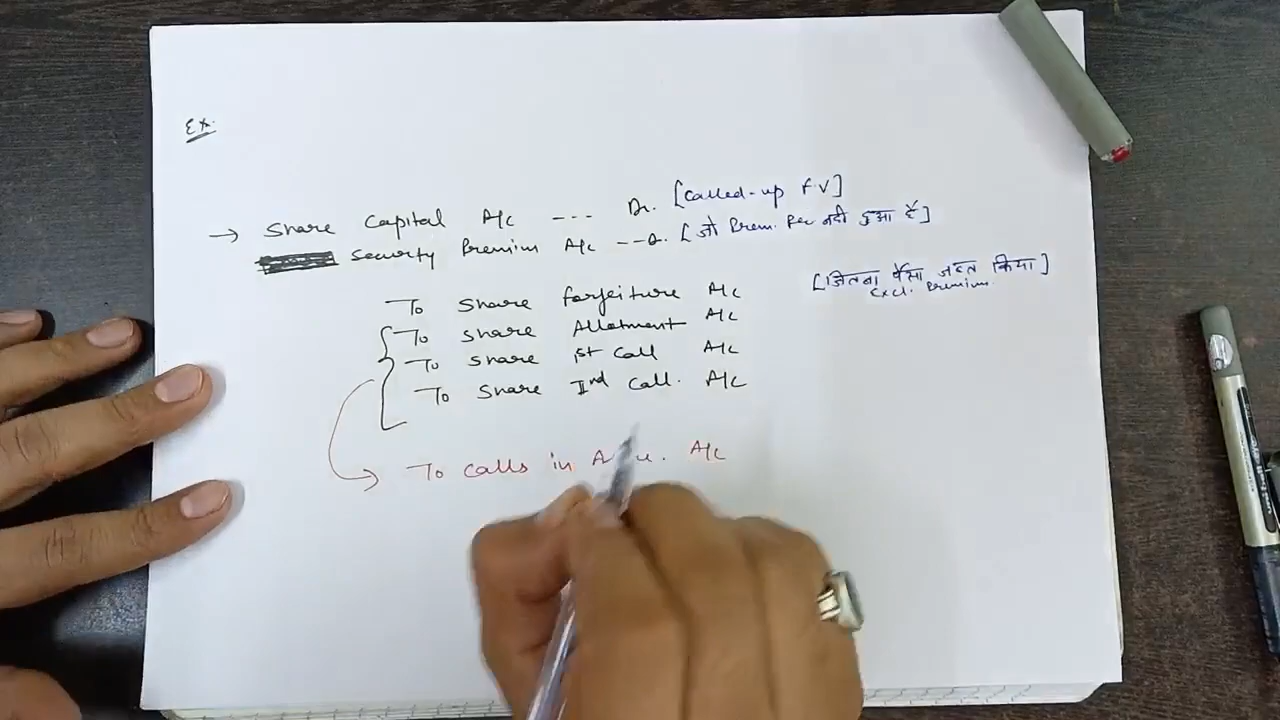 Ex.
→ Share Capital A/c --- Dr. [Called-up F.V]
Security Premium A/c ---Dr. [जो Prem. Rec नही हुआ है]
To Share Forfeiture A/c [जितना पैसा जब्त किया]
Excl. Premium.
To Share Allotment A/c
To Share 1st Call A/c
To Share IInd Call. A/c
To Calls in A/c